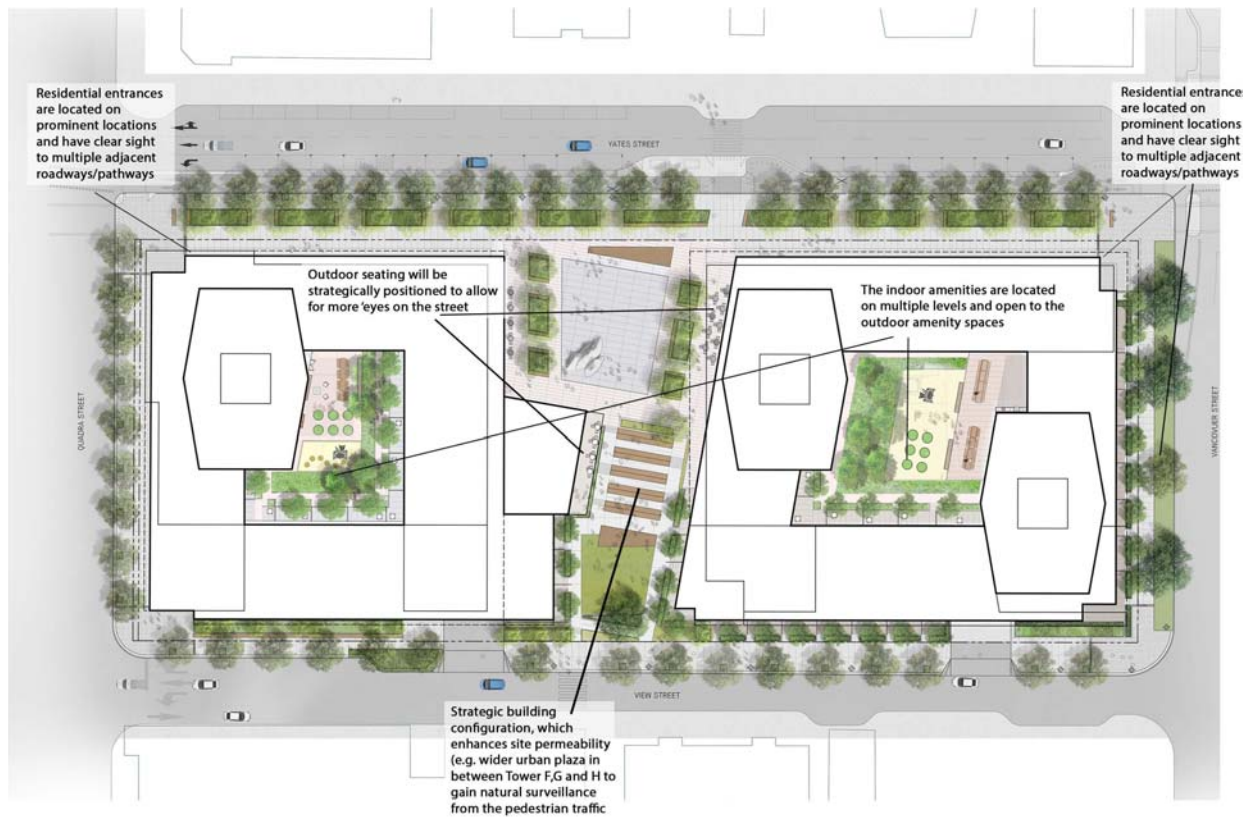 Residential entrances
are located on
prominent locations
and have clear sight
to multiple adjacent
roadways/pathways
Residential entrances
are located on
prominent locations
and have clear sight
to multiple adjacent
roadways/pathways
YATES STREET
Outdoor seating will be
strategically positioned to allow
for more 'eyes on the street
The indoor amenities are located
on multiple levels and open to the
outdoor amenity spaces
QUADRA STREET
VANCOVUER STREET
VIEW STREET
Strategic building
configuration, which
enhances site permeability
(e.g. wider urban plaza in
between Tower F,G and H to
gain natural surveillance
from the pedestrian traffic